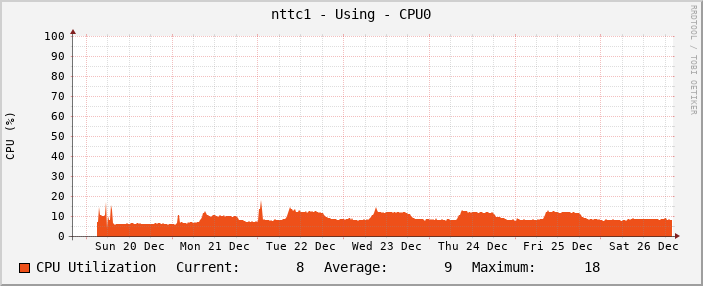 nttc1 - Using - CPU0
RRDTOOL / TOBI OETIKER
CPU (%)
100
90
80
70
60
50
40
30
20
10
0
Sun 20 Dec Mon 21 Dec Tue 22 Dec Wed 23 Dec Thu 24 Dec Fri 25 Dec Sat 26 Dec
CPU Utilization Current: 8 Average: 9 Maximum: 18